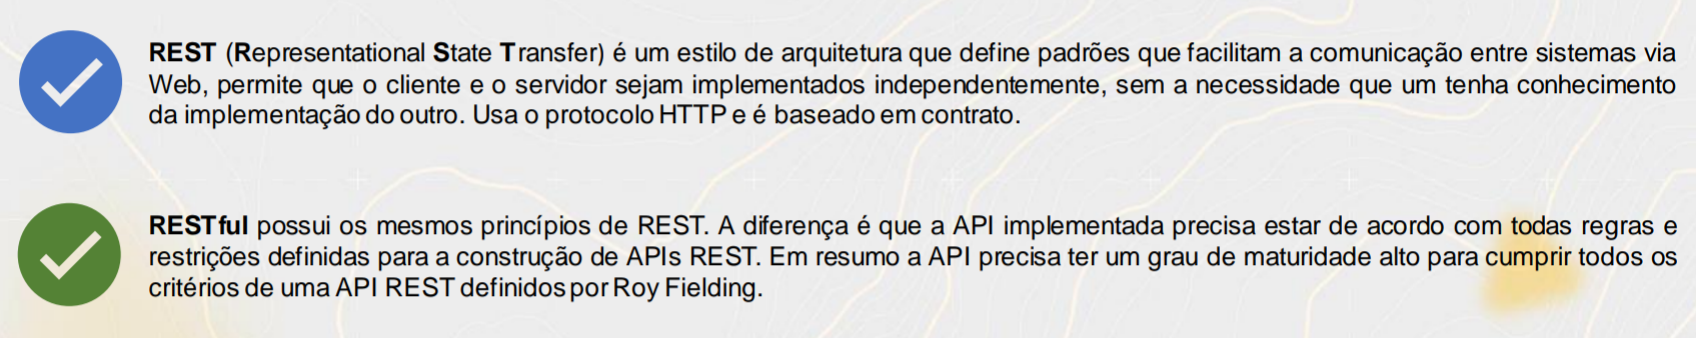 REST (Representational State Transfer) é um estilo de arquitetura que define padrões que facilitam a comunicação entre sistemas via
Web, permite que o cliente e o servidor sejam implementados independentemente, sem a necessidade que um tenha conhecimento
da implementação do outro. Usa o protocolo HTTP e é baseado em contrato.
RESTful possui os mesmos princípios de REST. A diferença é que a API implementada precisa estar de acordo com todas regras e
restrições definidas para a construção de APIs REST. Em resumo a API precisa ter um grau de maturidade alto para cumprir todos os
critérios de uma API REST definidos por Roy Fielding.